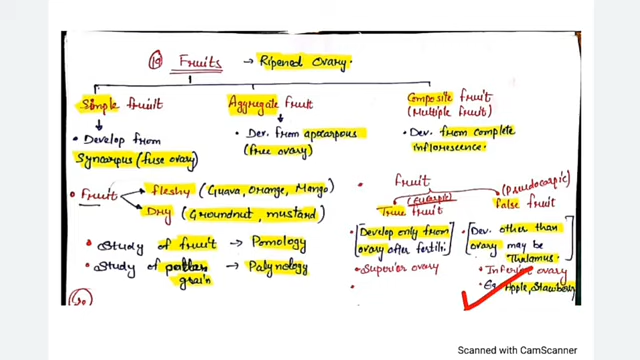 19 Fruits → Ripened Ovary.
Simple fruit
Aggregate fruit
Composite fruit
(Multiple fruit)
• Develop from
Syncarpus (fuse ovary)
• Dev. from apocarpous
(free ovary)
• Dev. from complete
inflorescence.
• Fruit
Fleshy (Guava, Orange, Mango)
Dry (Groundnut, mustard)
• Study of fruit → Pomology
• Study of pollen → Palynology
grain
• fruit
(Eucarpic)
True fruit
(Pseudocarpic)
false fruit
Develop only from
ovary after fertili
• Superior ovary
• Dev. other than
ovary may be
Thalamus.
• Inferior ovary
• Eg. Apple, Stawberry
Scanned with CamScanner